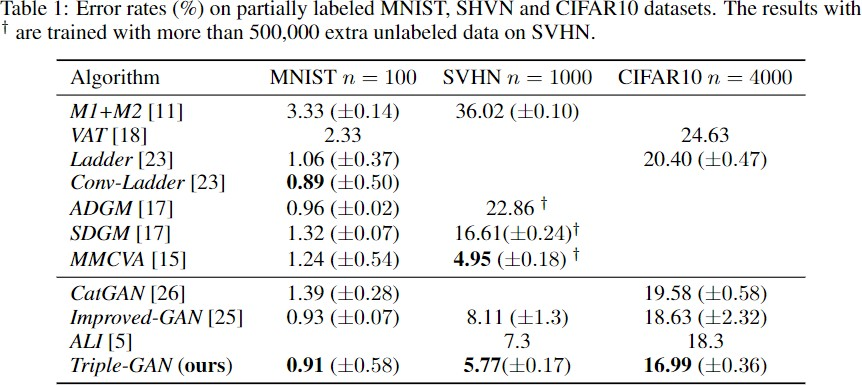 Table 1: Error rates (%) on partially labeled MNIST, SHVN and CIFAR10 datasets. The results with
† are trained with more than 500,000 extra unlabeled data on SVHN.
Algorithm MNIST n = 100 SVHN n = 1000 CIFAR10 n = 4000
M1+M2 [11] 3.33 (±0.14) 36.02 (±0.10)
VAT [18] 2.33 24.63
Ladder [23] 1.06 (±0.37) 20.40 (±0.47)
Conv-Ladder [23] 0.89 (±0.50)
ADGM [17] 0.96 (±0.02) 22.86 †
SDGM [17] 1.32 (±0.07) 16.61(±0.24)†
MMCVA [15] 1.24 (±0.54) 4.95 (±0.18) †
CatGAN [26] 1.39 (±0.28) 19.58 (±0.58)
Improved-GAN [25] 0.93 (±0.07) 8.11 (±1.3) 18.63 (±2.32)
ALI [5] 7.3 18.3
Triple-GAN (ours) 0.91 (±0.58) 5.77(±0.17) 16.99 (±0.36)